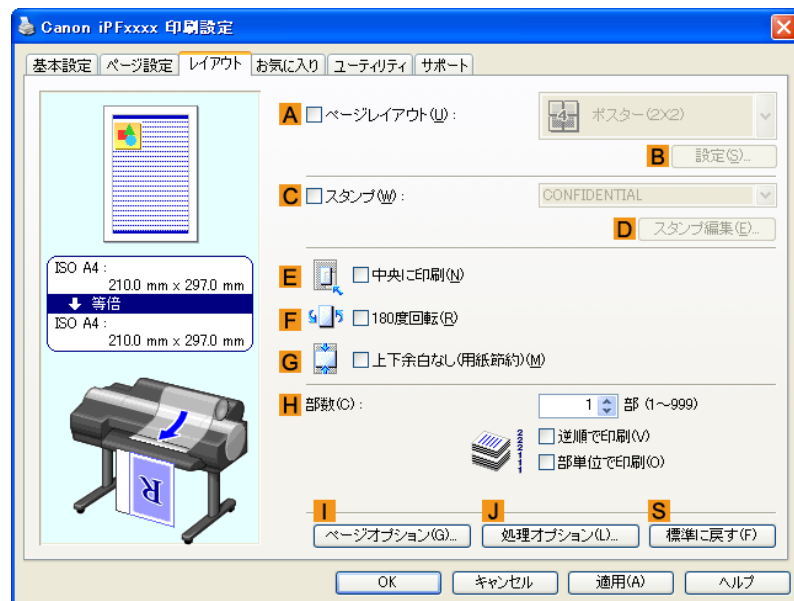 Canon iPFxxxx 印刷設定
基本設定 ページ設定 レイアウト お気に入り ユーティリティ サポート
A ページレイアウト(U) : 4 ポスター(2X2)
B 設定(S)...
C スタンプ(W) : CONFIDENTIAL
D スタンプ編集(E)...
ISO A4 :
210.0 mm x 297.0 mm
等倍
ISO A4 :
210.0 mm x 297.0 mm
E 中央に印刷(N)
F 180度回転(R)
G 上下余白なし(用紙節約)(M)
H 部数(C) : 1 部 (1～999)
222111 逆順で印刷(V)
部単位で印刷(O)
R
I J S
ページオプション(G)... 処理オプション(L)... 標準に戻す(F)
OK キャンセル 適用(A) ヘルプ